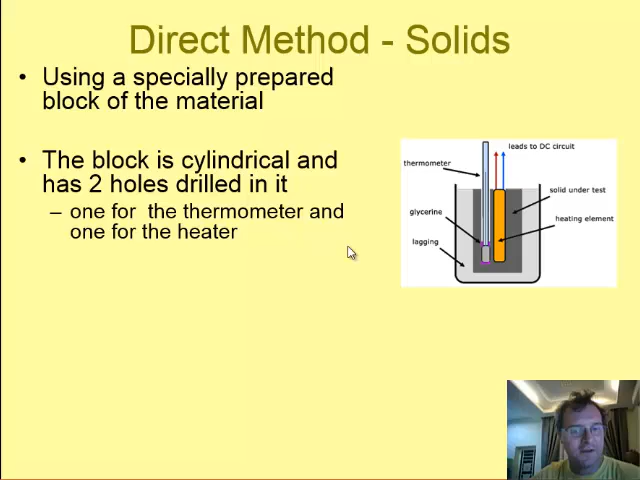 Direct Method - Solids
• Using a specially prepared
block of the material
• The block is cylindrical and
has 2 holes drilled in it
– one for the thermometer and
one for the heater
leads to DC circuit
thermometer
solid under test
glycerine
heating element
lagging